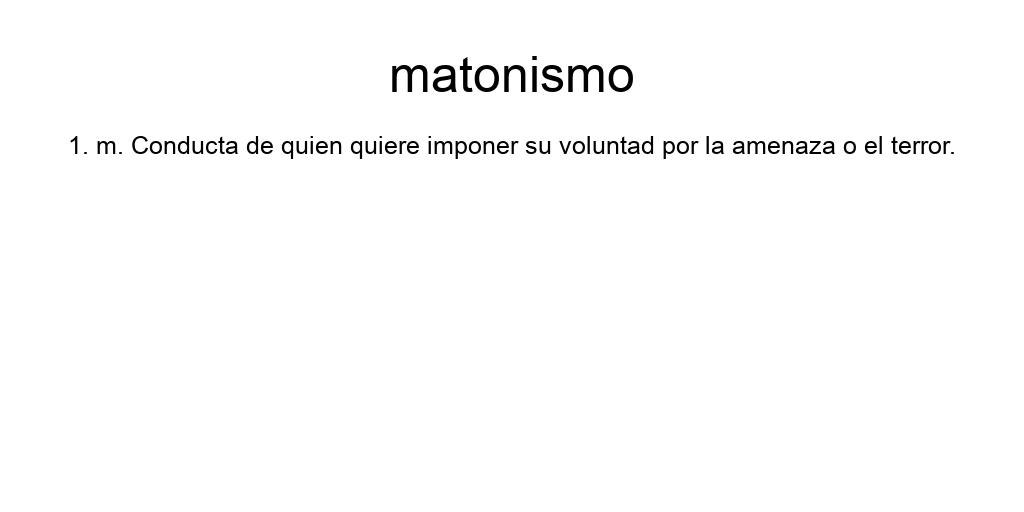 matonismo
1. m. Conducta de quien quiere imponer su voluntad por la amenaza o el terror.